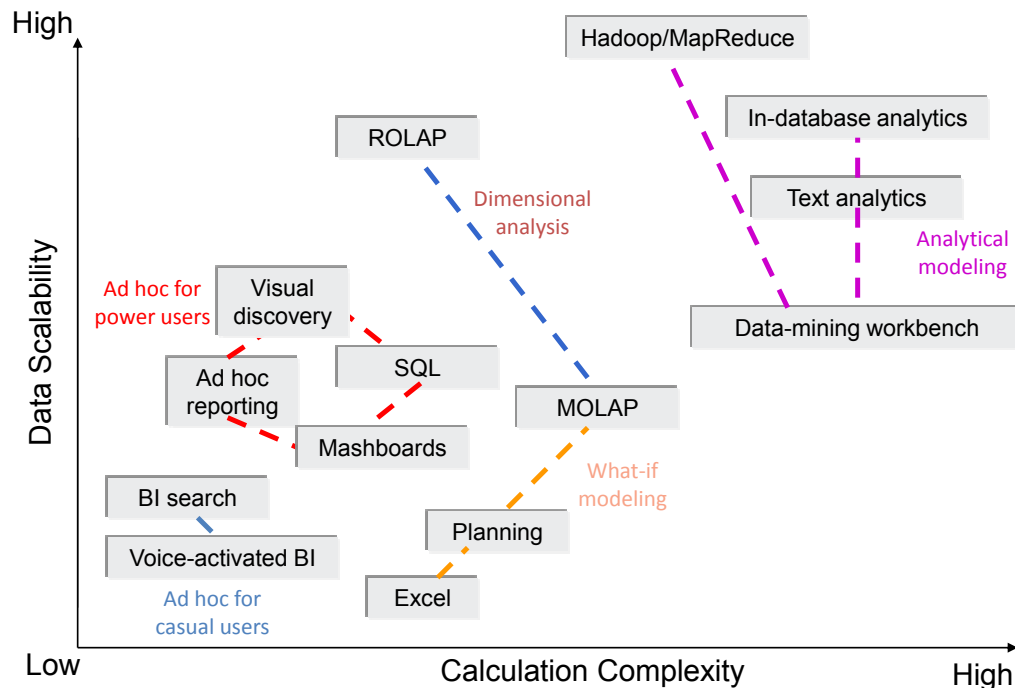 High
Hadoop/MapReduce
In-database analytics
ROLAP
Text analytics
Dimensional
analysis
Analytical
modeling
Ad hoc for
power users
Visual
discovery
Data-mining workbench
SQL
Ad hoc
reporting
MOLAP
Mashboards
What-if
modeling
BI search
Planning
Voice-activated BI
Excel
Ad hoc for
casual users
Data Scalability
Low
Calculation Complexity
High